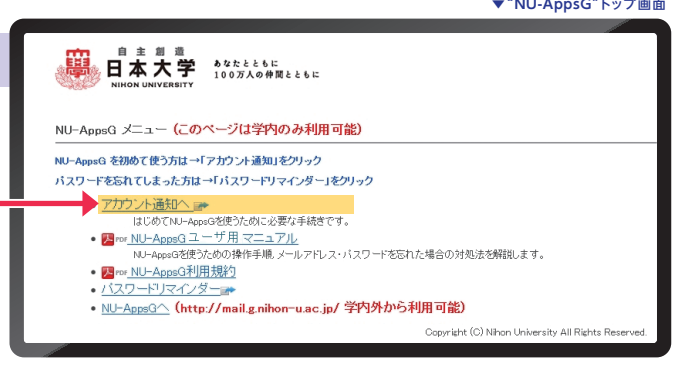 ▼"NU-AppsG"トップ画面
自主創造
日本大学
NIHON UNIVERSITY
あなたとともに
100万人の仲間とともに
NU-AppsG メニュー (このページは学内のみ利用可能)
NU-AppsG を初めて使う方は→「アカウント通知」をクリック
パスワードを忘れてしまった方は→「パスワードリマインダー」をクリック
アカウント通知へ
はじめてNU-AppsGを使うために必要な手続きです。
• PDF NU-AppsG ユーザ用 マニュアル
NU-AppsGを使うための操作手順、メールアドレス・パスワードを忘れた場合の対処法を解説します。
• PDF NU-AppsG利用規約
• パスワードリマインダー
• NU-AppsGへ (http://mail.g.nihon-u.ac.jp/ 学内外から利用可能)
Copyright (C) Nihon University All Rights Reserved.